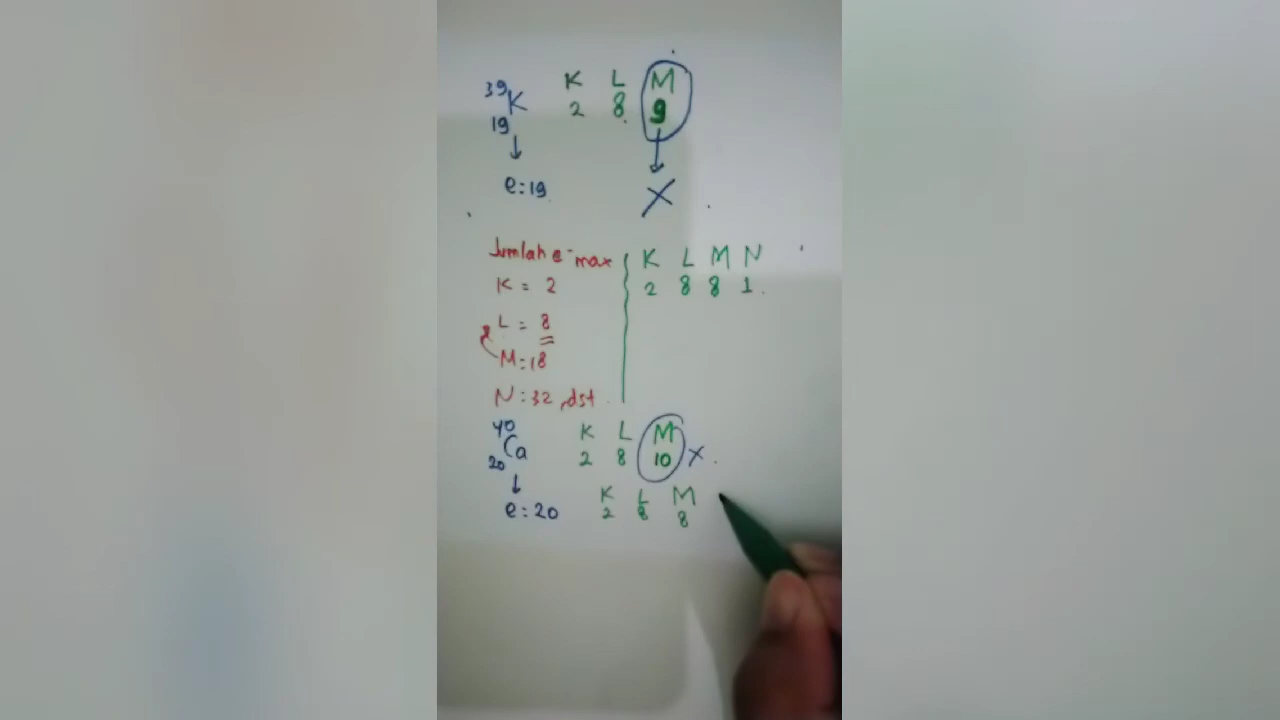 39 K K L M
19 2 8 9
e:19 X
Jumlah e- max K L M N
K = 2 2 8 8 1
L = 8
M = 18
N = 32, dst
40 Ca K L M
20 2 8 10 X
K L M
e: 20 2 8 8